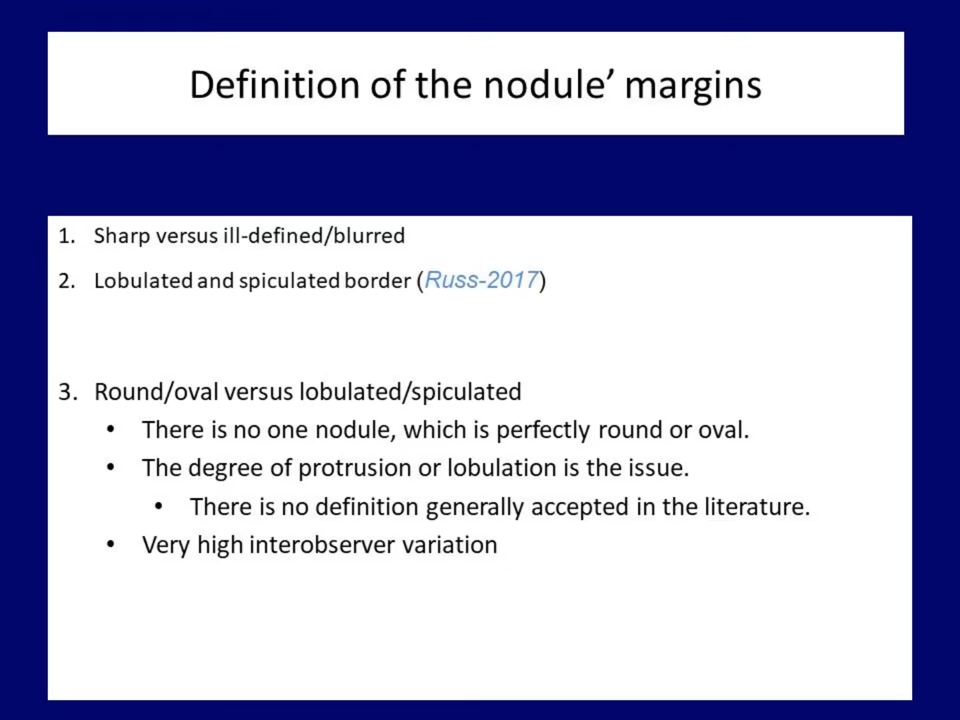 Definition of the nodule’ margins
1. Sharp versus ill-defined/blurred
2. Lobulated and spiculated border (Russ-2017)
3. Round/oval versus lobulated/spiculated
• There is no one nodule, which is perfectly round or oval.
• The degree of protrusion or lobulation is the issue.
• There is no definition generally accepted in the literature.
• Very high interobserver variation